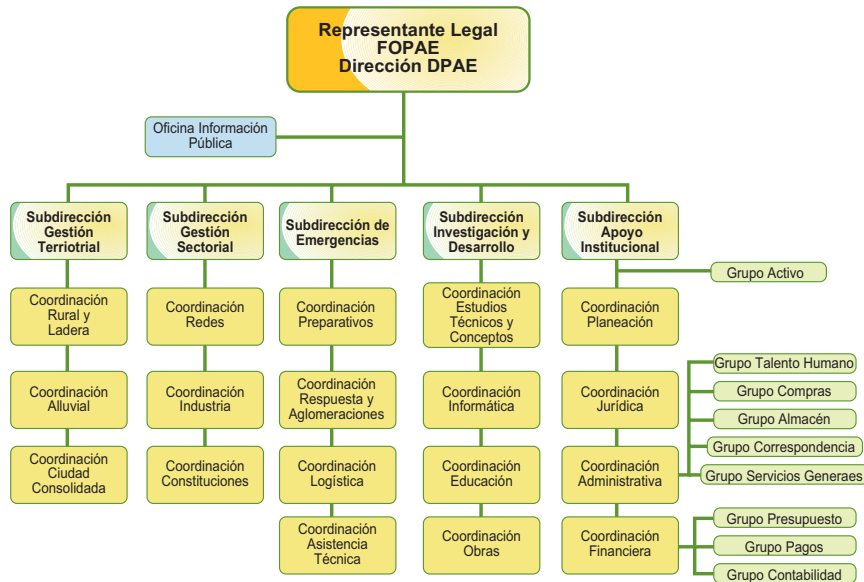 Representante Legal
FOPAE
Dirección DPAE
Oficina Información
Pública
Subdirección
Gestión
Terriotrial
Subdirección
Gestión
Sectorial
Subdirección de
Emergencias
Subdirección
Investigación y
Desarrollo
Subdirección
Apoyo
Institucional
Grupo Activo
Coordinación
Rural y
Ladera
Coordinación
Redes
Coordinación
Preparativos
Coordinación
Estudios
Técnicos y
Conceptos
Coordinación
Planeación
Coordinación
Alluvial
Coordinación
Industria
Coordinación
Respuesta y
Aglomeraciones
Coordinación
Informática
Coordinación
Jurídica
Grupo Talento Humano
Grupo Compras
Grupo Almacén
Grupo Correspondencia
Grupo Servicios Generaes
Coordinación
Ciudad
Consolidada
Coordinación
Constituciones
Coordinación
Logística
Coordinación
Educación
Coordinación
Administrativa
Coordinación
Asistencia
Técnica
Coordinación
Obras
Coordinación
Financiera
Grupo Presupuesto
Grupo Pagos
Grupo Contabilidad